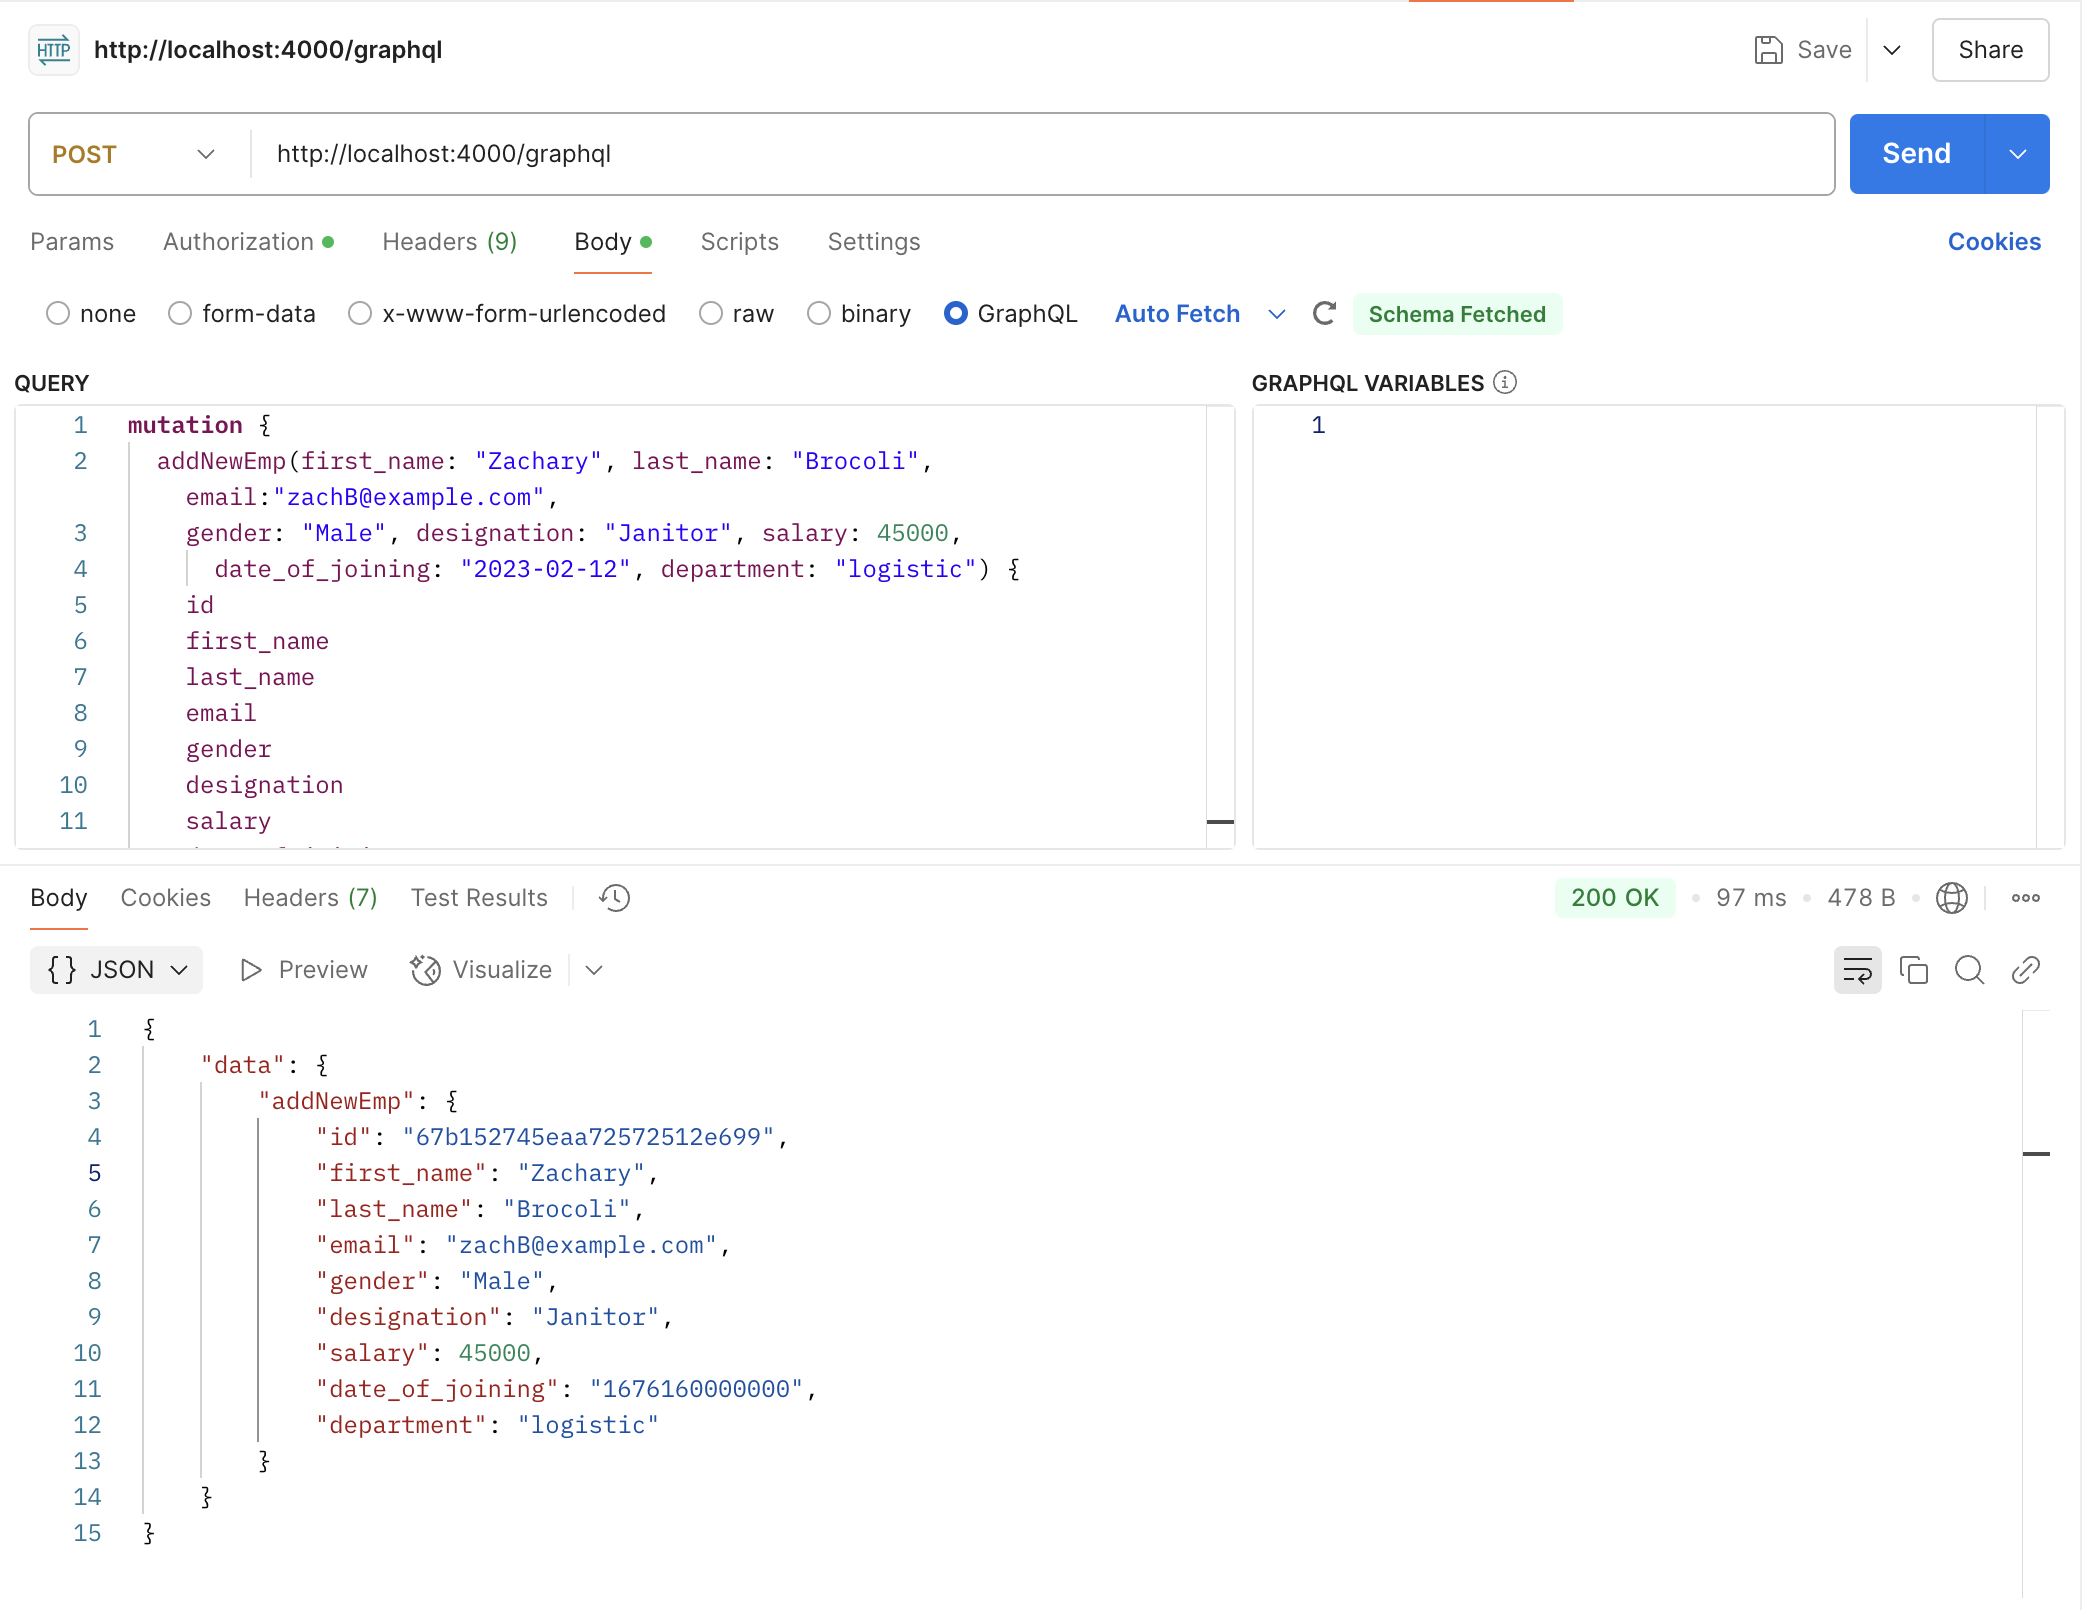 HTTP http://localhost:4000/graphql Save Share
POST http://localhost:4000/graphql Send
Params Authorization Headers (9) Body Scripts Settings Cookies
none form-data x-www-form-urlencoded raw binary GraphQL Auto Fetch Schema Fetched
QUERY GRAPHQL VARIABLES
1 mutation { 1
2 addNewEmp(first_name: "Zachary", last_name: "Brocoli",
email:"zachB@example.com",
3 gender: "Male", designation: "Janitor", salary: 45000,
4 date_of_joining: "2023-02-12", department: "logistic") {
5 id
6 first_name
7 last_name
8 email
9 gender
10 designation
11 salary
Body Cookies Headers (7) Test Results 200 OK 97 ms 478 B
{} JSON Preview Visualize
1 {
2 "data": {
3 "addNewEmp": {
4 "id": "67b152745eaa72572512e699",
5 "first_name": "Zachary",
6 "last_name": "Brocoli",
7 "email": "zachB@example.com",
8 "gender": "Male",
9 "designation": "Janitor",
10 "salary": 45000,
11 "date_of_joining": "1676160000000",
12 "department": "logistic"
13 }
14 }
15 }